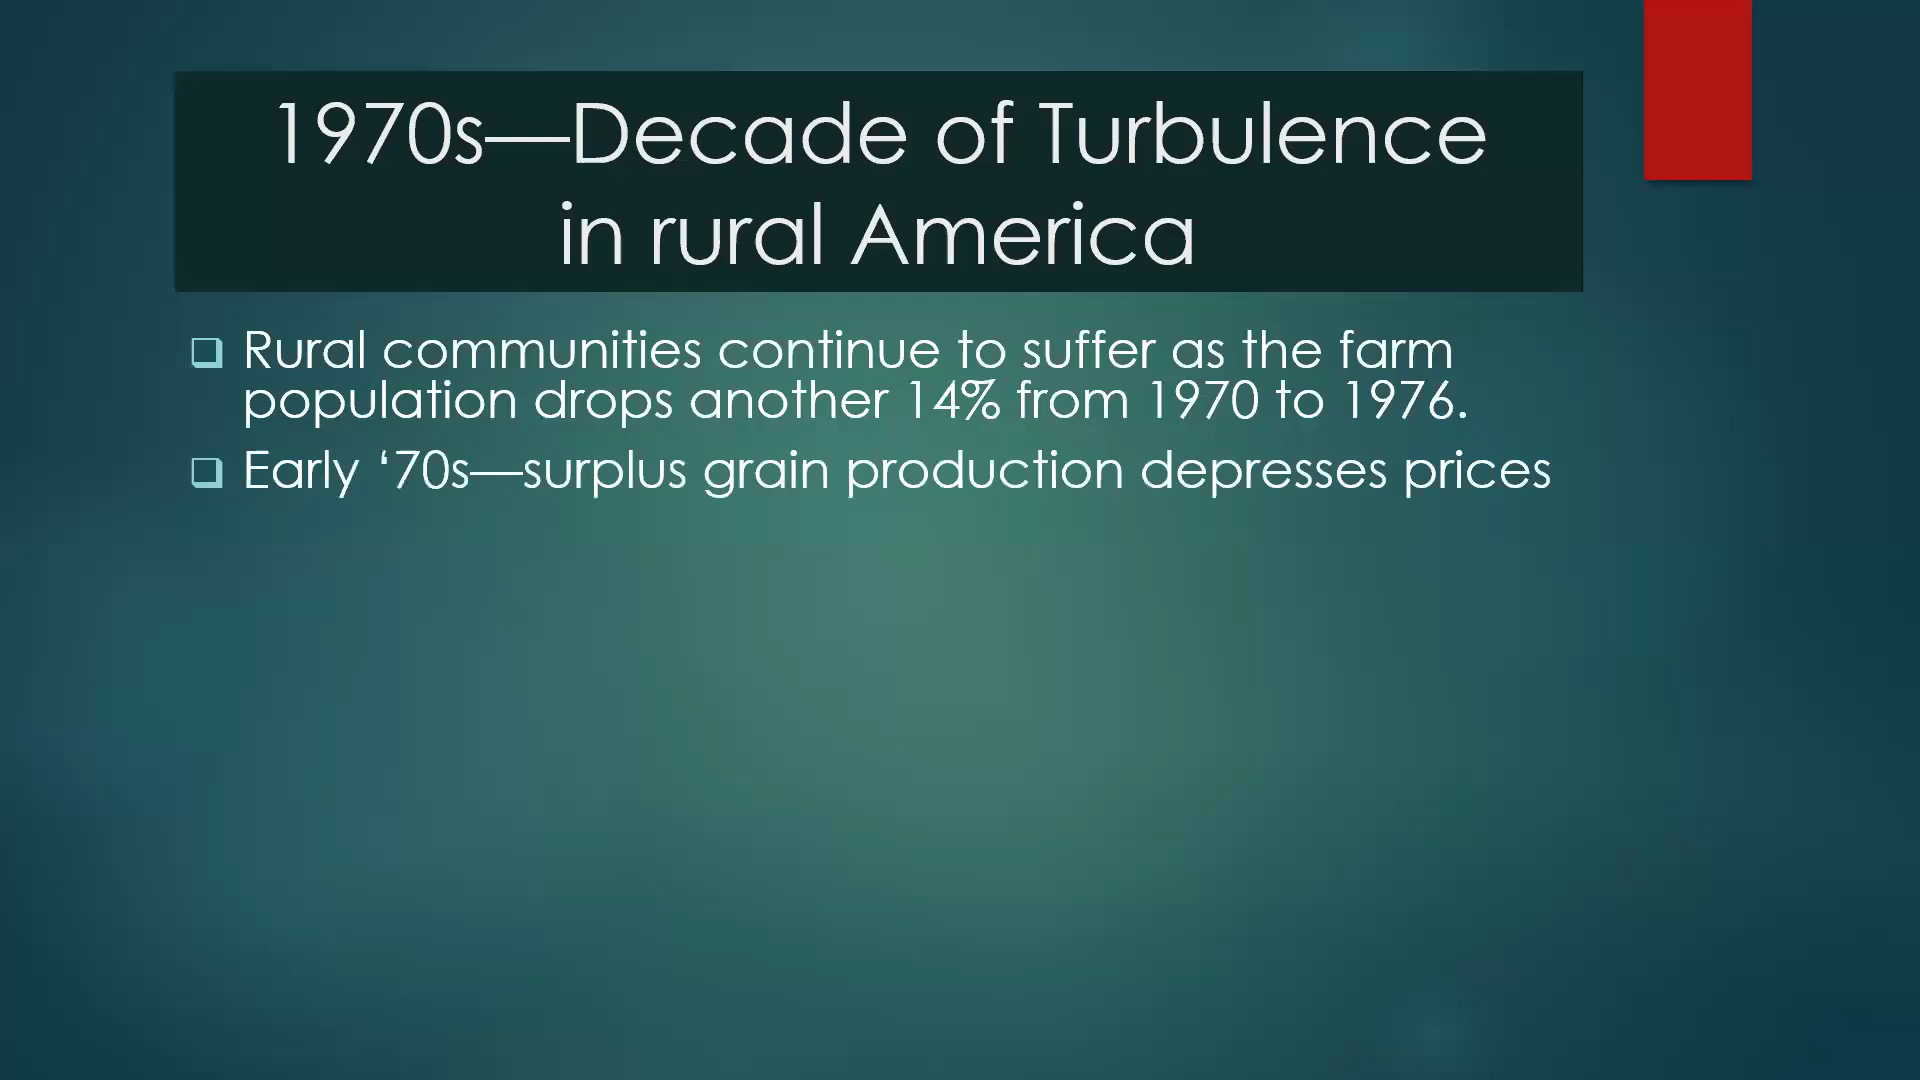 1970s—Decade of Turbulence
in rural America
Rural communities continue to suffer as the farm
population drops another 14% from 1970 to 1976.
Early ‘70s—surplus grain production depresses prices